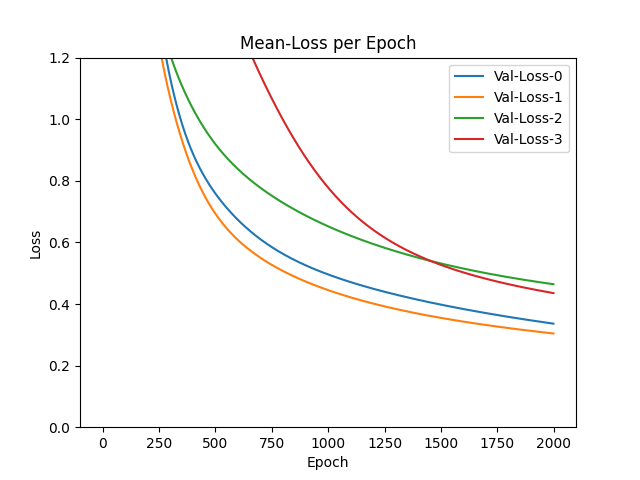 Mean-Loss per Epoch
1.2
1.0
0.8
0.6
0.4
0.2
0.0
Loss
Val-Loss-0
Val-Loss-1
Val-Loss-2
Val-Loss-3
0 250 500 750 1000 1250 1500 1750 2000
Epoch